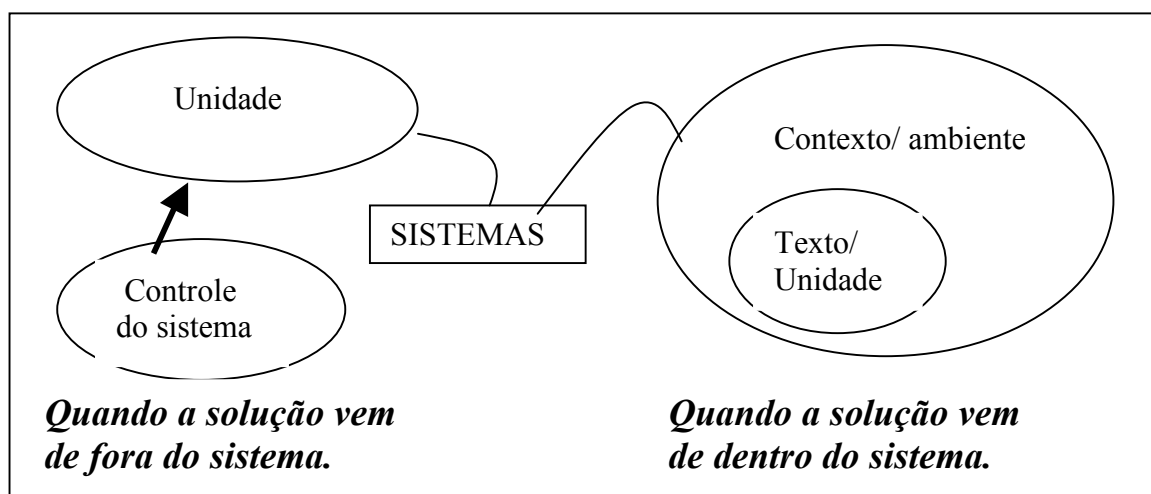 Unidade
Contexto/ ambiente
SISTEMAS
Texto/
Unidade
Controle
do sistema
Quando a solução vem
de fora do sistema.
Quando a solução vem
de dentro do sistema.